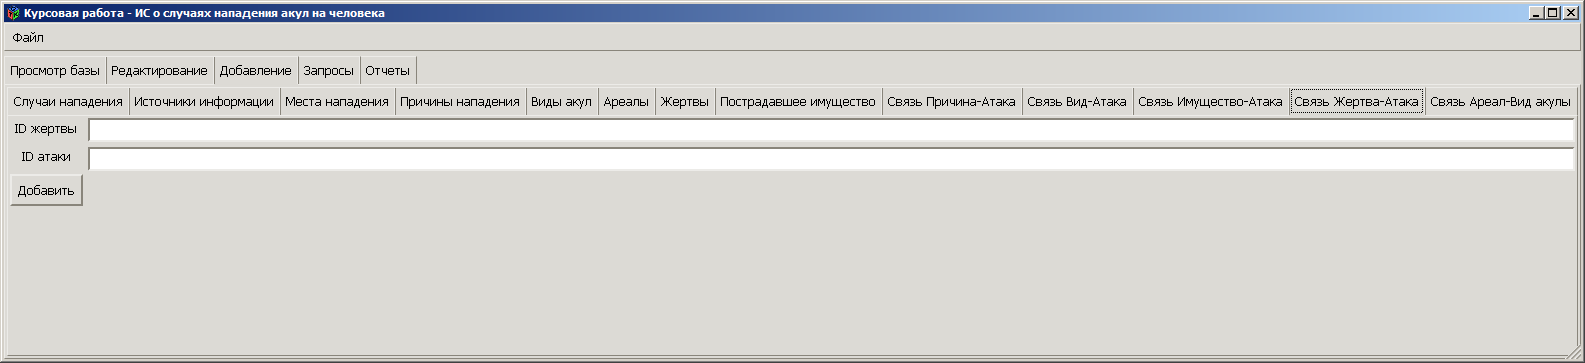 Курсовая работа - ИС о случаях нападения акул на человека
Файл
Просмотр базы Редактирование Добавление Запросы Отчеты
Случаи нападения Источники информации Места нападения Причины нападения Виды акул Ареалы Жертвы Пострадавшее имущество Связь Причина-Атака Связь Вид-Атака Связь Имущество-Атака Связь Жертва-Атака Связь Ареал-Вид акулы
ID жертвы
ID атаки
Добавить